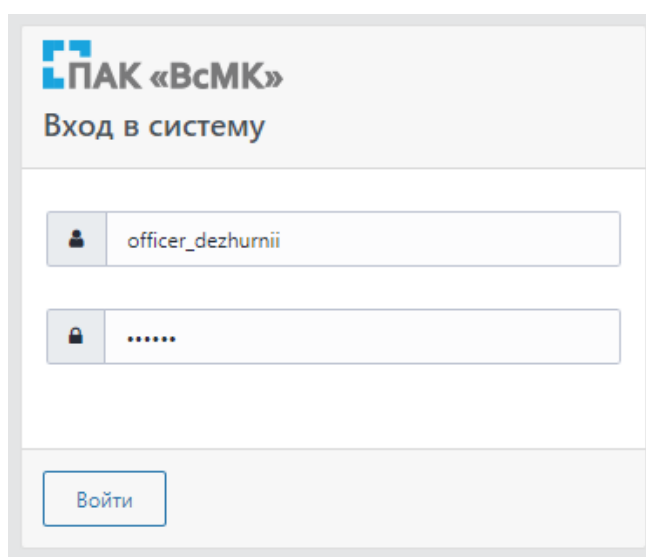 ПАК «ВсМК»
Вход в систему
officer_dezhurnii
••••••
Войти